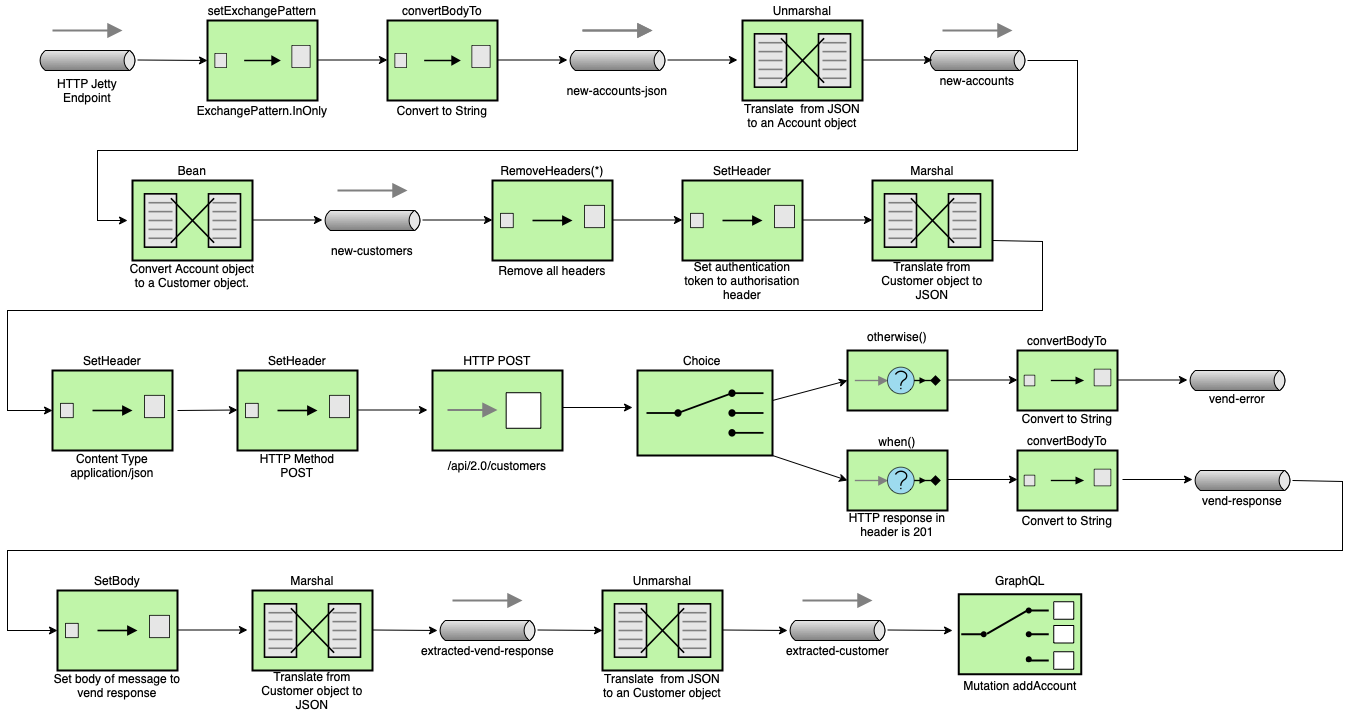 setExchangePattern
convertBodyTo
Unmarshal
HTTP Jetty
Endpoint
ExchangePattern.InOnly
Convert to String
new-accounts-json
Translate  from JSON
to an Account object
new-accounts
Bean
RemoveHeaders(*)
SetHeader
Marshal
Convert Account object
to a Customer object.
new-customers
Remove all headers
Set authentication
token to authorisation
header
Translate from
Customer object to
JSON
SetHeader
SetHeader
HTTP POST
Choice
otherwise()
convertBodyTo
Convert to String
vend-error
Content Type
application/json
HTTP Method
POST
/api/2.0/customers
when()
convertBodyTo
HTTP response in
header is 201
Convert to String
vend-response
SetBody
Marshal
Unmarshal
GraphQL
Set body of message to
vend response
Translate from
Customer object to
JSON
extracted-vend-response
Translate  from JSON
to an Customer object
extracted-customer
Mutation addAccount